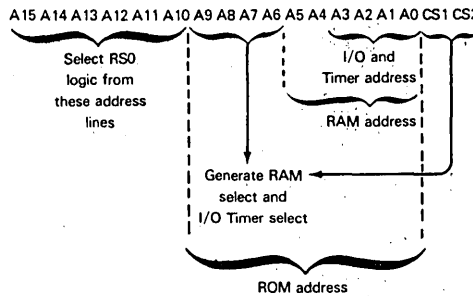 A15 A14 A13 A12 A11 A10 A9 A8 A7 A6 A5 A4 A3 A2 A1 A0 CS1 CS2
Select RS0
logic from
these address
lines
I/O and
Timer address
RAM address
Generate RAM
select and
I/O Timer select
ROM address